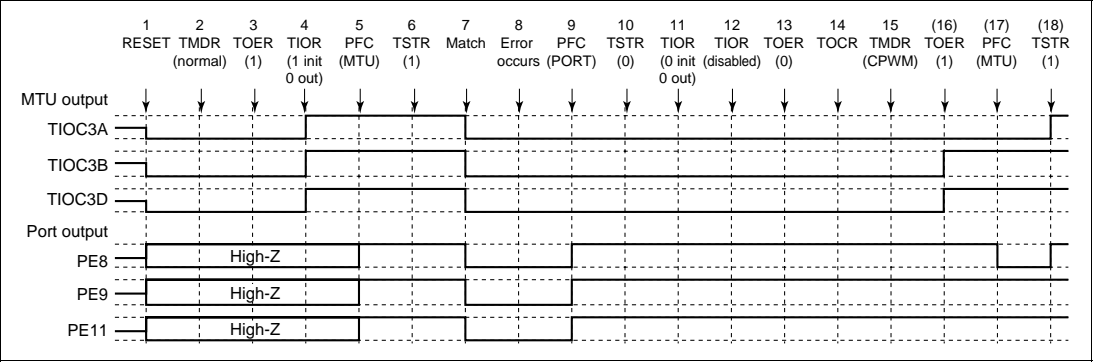 1 2 3 4 5 6 7 8 9 10 11 12 13 14 15 (16) (17) (18)
RESET TMDR TOER TIOR PFC TSTR Match Error PFC TSTR TIOR TIOR TOER TOCR TMDR TOER PFC TSTR
(normal) (1) (1 init (MTU) (1) occurs (PORT) (0) (0 init (disabled) (0) (CPWM) (1) (MTU) (1)
0 out) 0 out)
MTU output
TIOC3A
TIOC3B
TIOC3D
Port output
PE8 High-Z
PE9 High-Z
PE11 High-Z